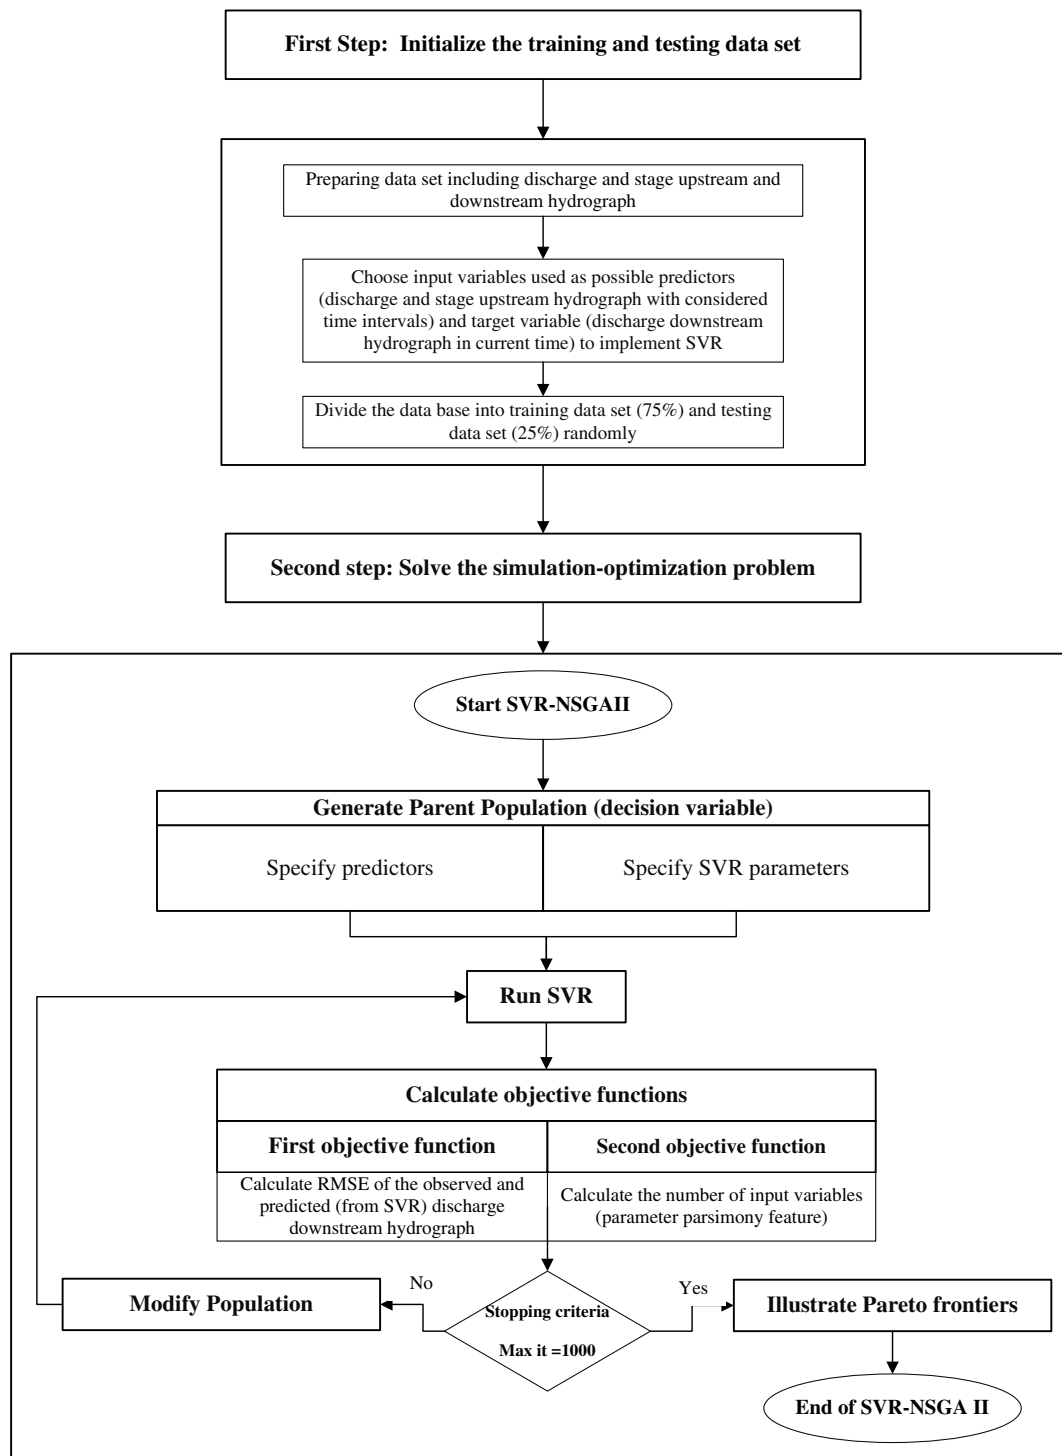 First Step:  Initialize the training and testing data set
Preparing data set including discharge and stage upstream and
downstream hydrograph
Choose input variables used as possible predictors
(discharge and stage upstream hydrograph with considered
time intervals) and target variable (discharge downstream
hydrograph in current time) to implement SVR
Divide the data base into training data set (75%) and testing
data set (25%) randomly
Second step: Solve the simulation-optimization problem
Start SVR-NSGAII
Generate Parent Population (decision variable)
Specify predictors
Specify SVR parameters
Run SVR
Calculate objective functions
First objective function
Second objective function
Calculate RMSE of the observed and
predicted (from SVR) discharge
downstream hydrograph
Calculate the number of input variables
(parameter parsimony feature)
No
Yes
Modify Population
Stopping criteria
Max it =1000
Illustrate Pareto frontiers
End of SVR-NSGA II